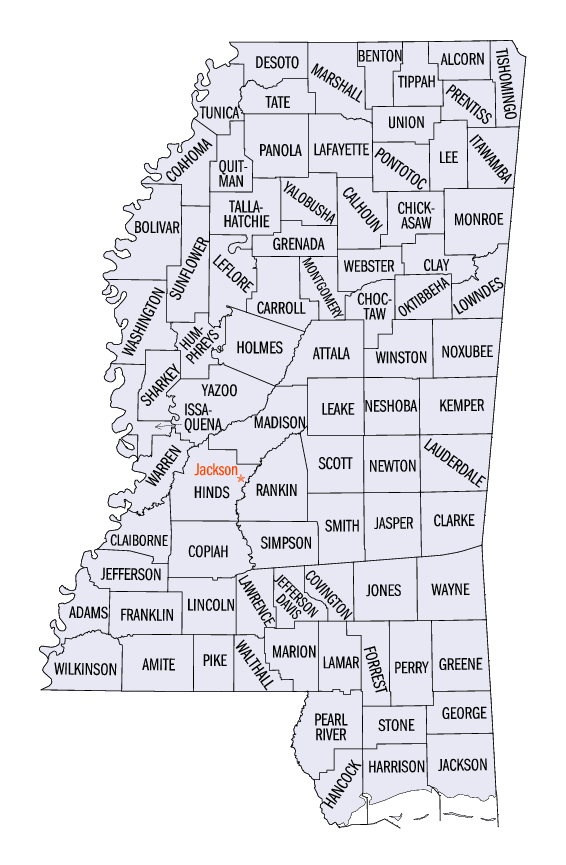 BENTON
ALCORN
TISHOMINGO
DESOTO
MARSHALL
TIPPAH
PRENTISS
TATE
TUNICA
UNION
ITAWAMBA
COAHOMA
PANOLA
LAFAYETTE
PONTOTOC
LEE
QUIT-
MAN
YALOBUSHA
CALHOUN
TALLA-
HATCHIE
CHICK-
ASAW
MONROE
BOLIVAR
SUNFLOWER
GRENADA
LEFLORE
MONTGOMERY
WEBSTER
CLAY
OKTIBBEHA
LOWNDES
WASHINGTON
CARROLL
CHOC-
TAW
HUM-
PHREYS
HOLMES
ATTALA
WINSTON
NOXUBEE
SHARKEY
YAZOO
ISSA-
QUENA
MADISON
LEAKE
NESHOBA
KEMPER
WARREN
Jackson
HINDS
RANKIN
SCOTT
NEWTON
LAUDERDALE
SMITH
JASPER
CLARKE
CLAIBORNE
COPIAH
SIMPSON
JEFFERSON
LAWRENCE
JEFFERSON
DAVIS
COVINGTON
JONES
WAYNE
ADAMS
FRANKLIN
LINCOLN
WILKINSON
AMITE
PIKE
WALTHALL
MARION
LAMAR
FORREST
PERRY
GREENE
PEARL
RIVER
STONE
GEORGE
HANCOCK
HARRISON
JACKSON